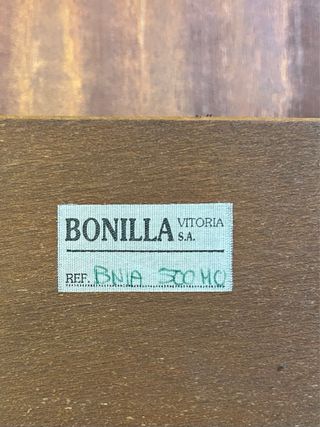 BONILLA VITORIA S.A.
REF. BNIA 500 MO